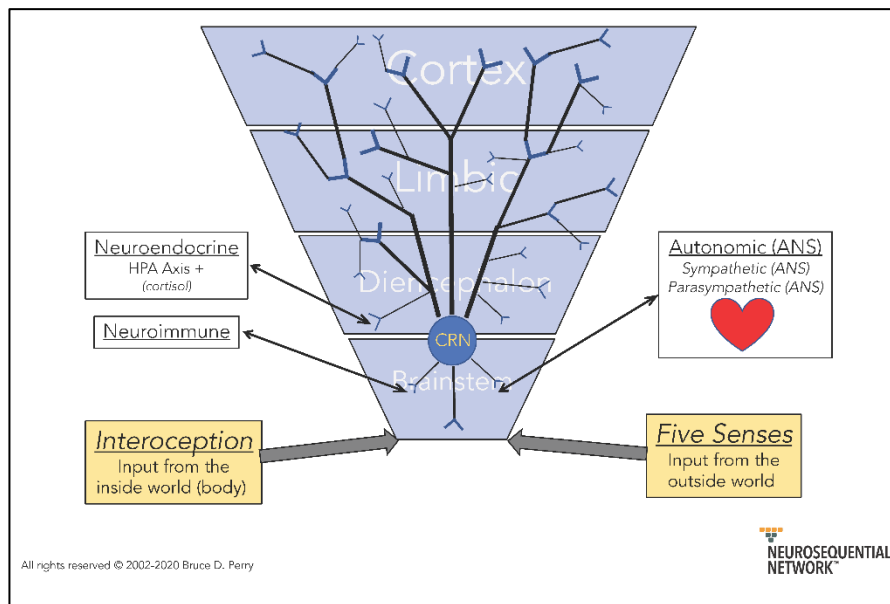 Cortex
Limbic
Diencephalon
CRN
Brainstem
Neuroendocrine
HPA Axis +
(cortisol)
Neuroimmune
Autonomic (ANS)
Sympathetic (ANS)
Parasympathetic (ANS)
Interoception
Input from the
inside world (body)
Five Senses
Input from the
outside world
All rights reserved © 2002-2020 Bruce D. Perry
NEUROSEQUENTIAL
NETWORK™